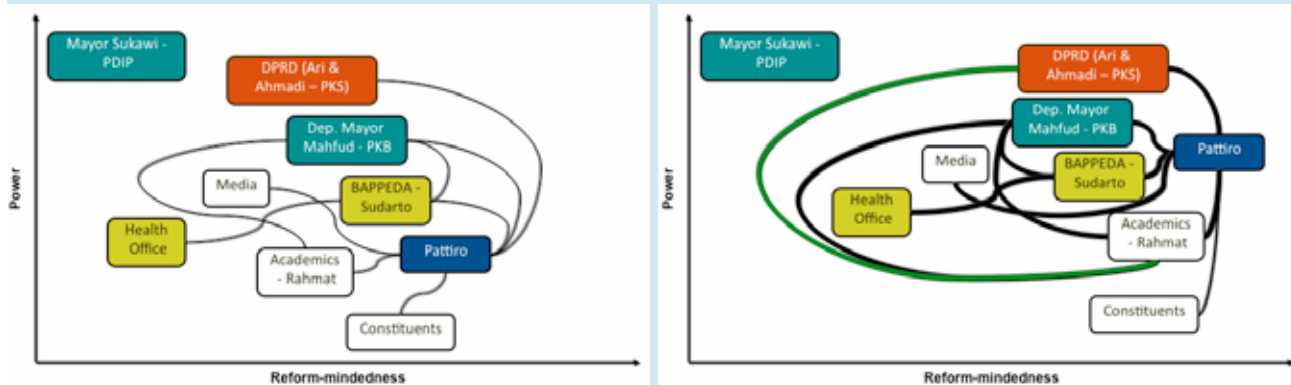 Mayor Sukawi -
PDIP
DPRD (Ari &
Ahmadi – PKS)
Dep. Mayor
Mahfud - PKB
Media
BAPPEDA -
Sudarto
Health
Office
Academics
- Rahmat
Pattiro
Constituents
Power
Reform-mindedness
Mayor Sukawi -
PDIP
DPRD (Ari &
Ahmadi – PKS)
Dep. Mayor
Mahfud - PKB
Pattiro
Media
BAPPEDA -
Sudarto
Health
Office
Academics
- Rahmat
Constituents
Power
Reform-mindedness